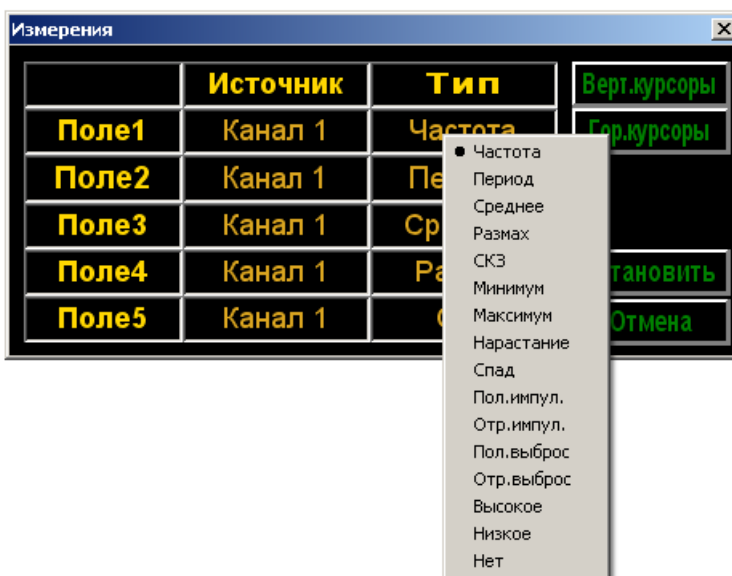 Измерения
Источник Тип Верт.курсоры
Поле1 Канал 1 Частота Гор.курсоры
Поле2 Канал 1
Поле3 Канал 1
Поле4 Канал 1
Поле5 Канал 1 Отмена
Частота
Период
Среднее
Размах
СКЗ
Минимум
Максимум
Нарастание
Спад
Пол.импул.
Отр.импул.
Пол.выброс
Отр.выброс
Высокое
Низкое
Нет